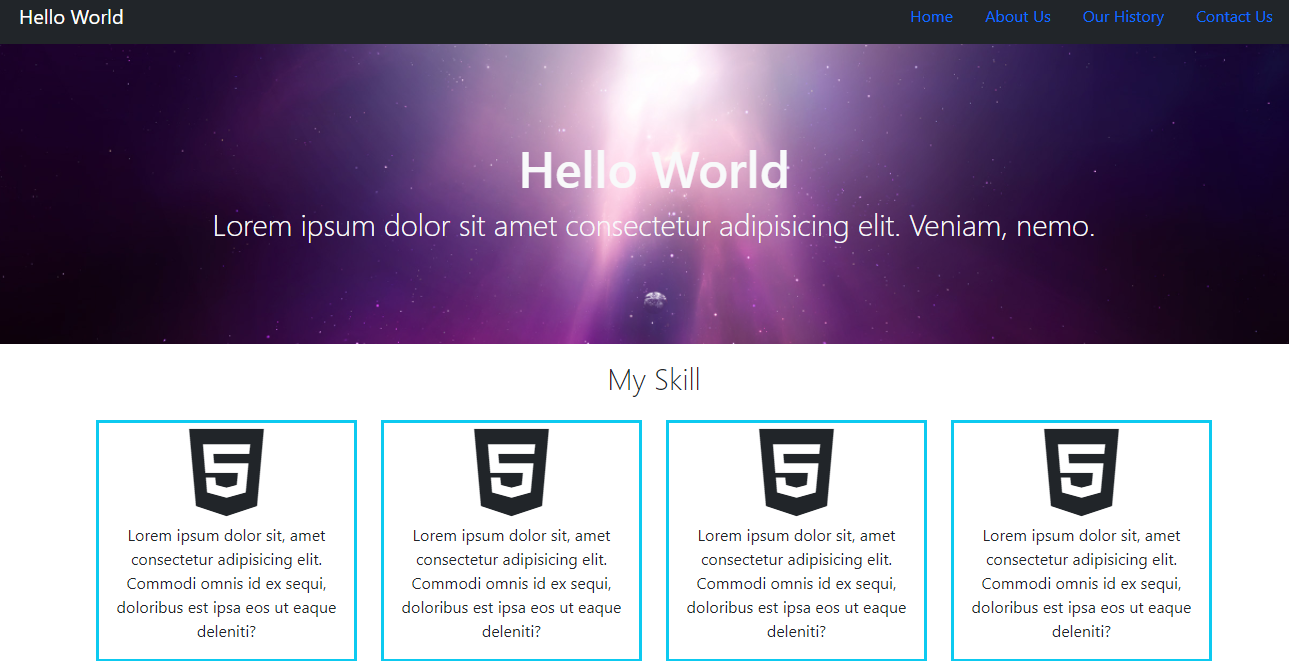 Hello World
Home About Us Our History Contact Us
Hello World
Lorem ipsum dolor sit amet consectetur adipisicing elit. Veniam, nemo.
My Skill
Lorem ipsum dolor sit, amet
consectetur adipisicing elit.
Commodi omnis id ex sequi,
doloribus est ipsa eos ut eaque
deleniti?
Lorem ipsum dolor sit, amet
consectetur adipisicing elit.
Commodi omnis id ex sequi,
doloribus est ipsa eos ut eaque
deleniti?
Lorem ipsum dolor sit, amet
consectetur adipisicing elit.
Commodi omnis id ex sequi,
doloribus est ipsa eos ut eaque
deleniti?
Lorem ipsum dolor sit, amet
consectetur adipisicing elit.
Commodi omnis id ex sequi,
doloribus est ipsa eos ut eaque
deleniti?